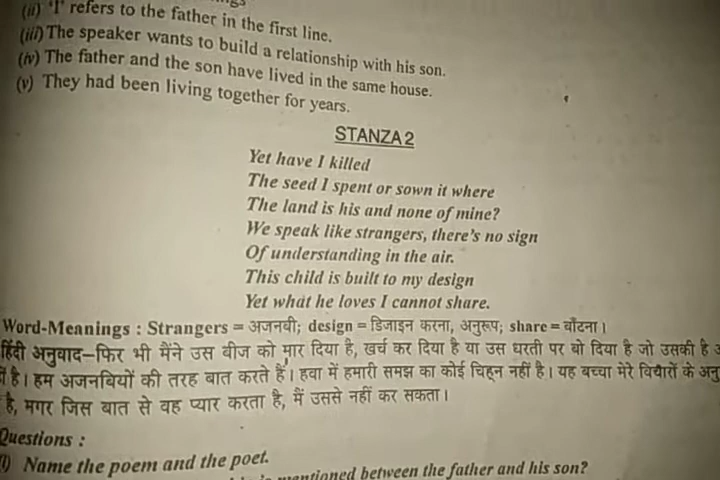 (ii) 'I' refers to the father in the first line.
(iii) The speaker wants to build a relationship with his son.
(iv) The father and the son have lived in the same house.
(v) They had been living together for years.
STANZA 2
Yet have I killed
The seed I spent or sown it where
The land is his and none of mine?
We speak like strangers, there's no sign
Of understanding in the air.
This child is built to my design
Yet what he loves I cannot share.
Word-Meanings : Strangers = अजनबी; design = डिजाइन करना, अनुरूप; share = बाँटना।
हिंदी अनुवाद–फिर भी मैंने उस बीज को मार दिया है, खर्च कर दिया है या उस धरती पर बो दिया है जो उसकी है
है। हम अजनबियों की तरह बात करते हैं। हवा में हमारी समझ का कोई चिह्न नहीं है। यह बच्चा मेरे विचारों के
है, मगर जिस बात से वह प्यार करता है, मैं उससे नहीं कर सकता।
Questions :
(i) Name the poem and the poet.
mentioned between the father and his son?